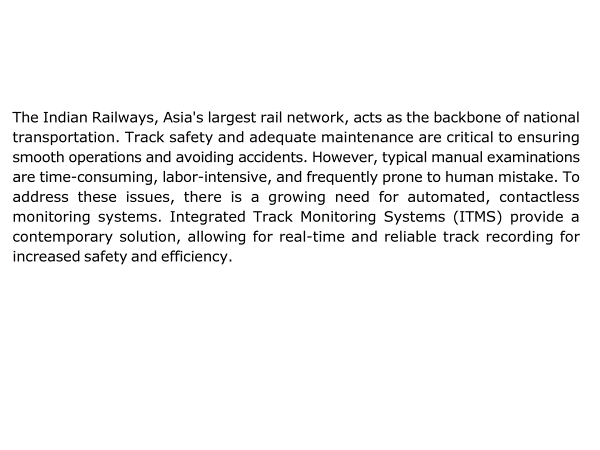 The Indian Railways, Asia's largest rail network, acts as the backbone of national
transportation. Track safety and adequate maintenance are critical to ensuring
smooth operations and avoiding accidents. However, typical manual examinations
are time-consuming, labor-intensive, and frequently prone to human mistake. To
address these issues, there is a growing need for automated, contactless
monitoring systems. Integrated Track Monitoring Systems (ITMS) provide a
contemporary solution, allowing for real-time and reliable track recording for
increased safety and efficiency.